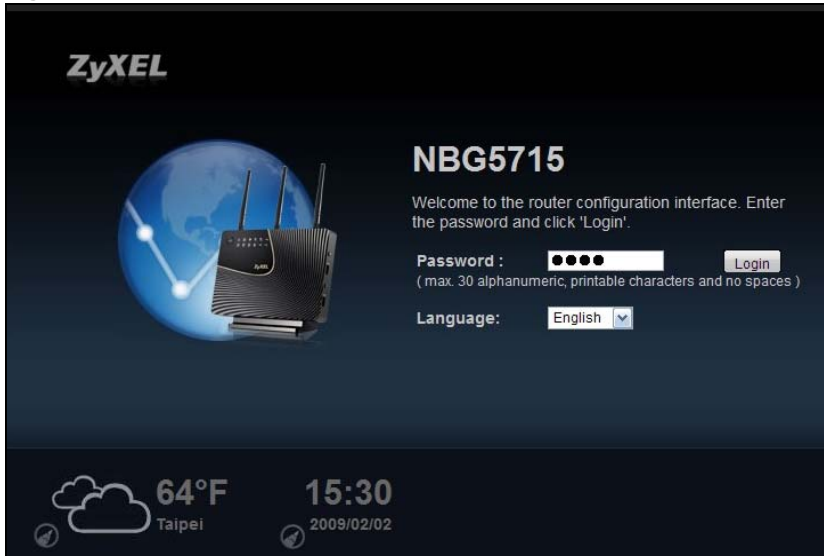 ZyXEL
NBG5715
Welcome to the router configuration interface. Enter
the password and click 'Login'.
Password :
Login
( max. 30 alphanumeric, printable characters and no spaces )
Language:
English
64°F
Taipei
15:30
2009/02/02
ZyXEL